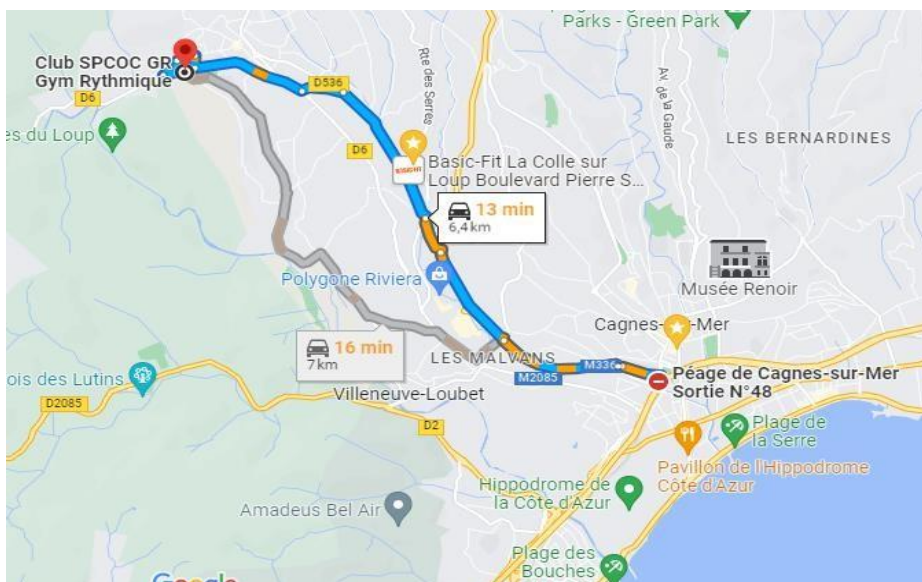 Parks - Green Park
Club SPCOC GR
Gym Rythmique
D6
D536
Rte des Serres
Av. de la Gaude
LES BERNARDINES
es du Loup
D6
Basic-Fit La Colle sur
Loup Boulevard Pierre S...
13 min
6,4 km
Polygone Riviera
Musée Renoir
16 min
7 km
LES MALVANS
Cagnes-sur-Mer
M2085
M336
Péage de Cagnes-sur-Mer
Sortie N°48
ois des Lutins
D2085
Villeneuve-Loubet
D2
Plage de
la Serre
Pavillon de l'Hippodrome
Côte d'Azur
Hippodrome de
la Côte d'Azur
Amadeus Bel Air
Plage des
Bouches
Google